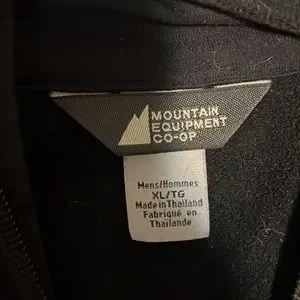 MOUNTAIN
EQUIPMENT
CO-OP
Mens/Hommes
XL/TG
Made in Thailand
Fabriqué en
Thaïlande